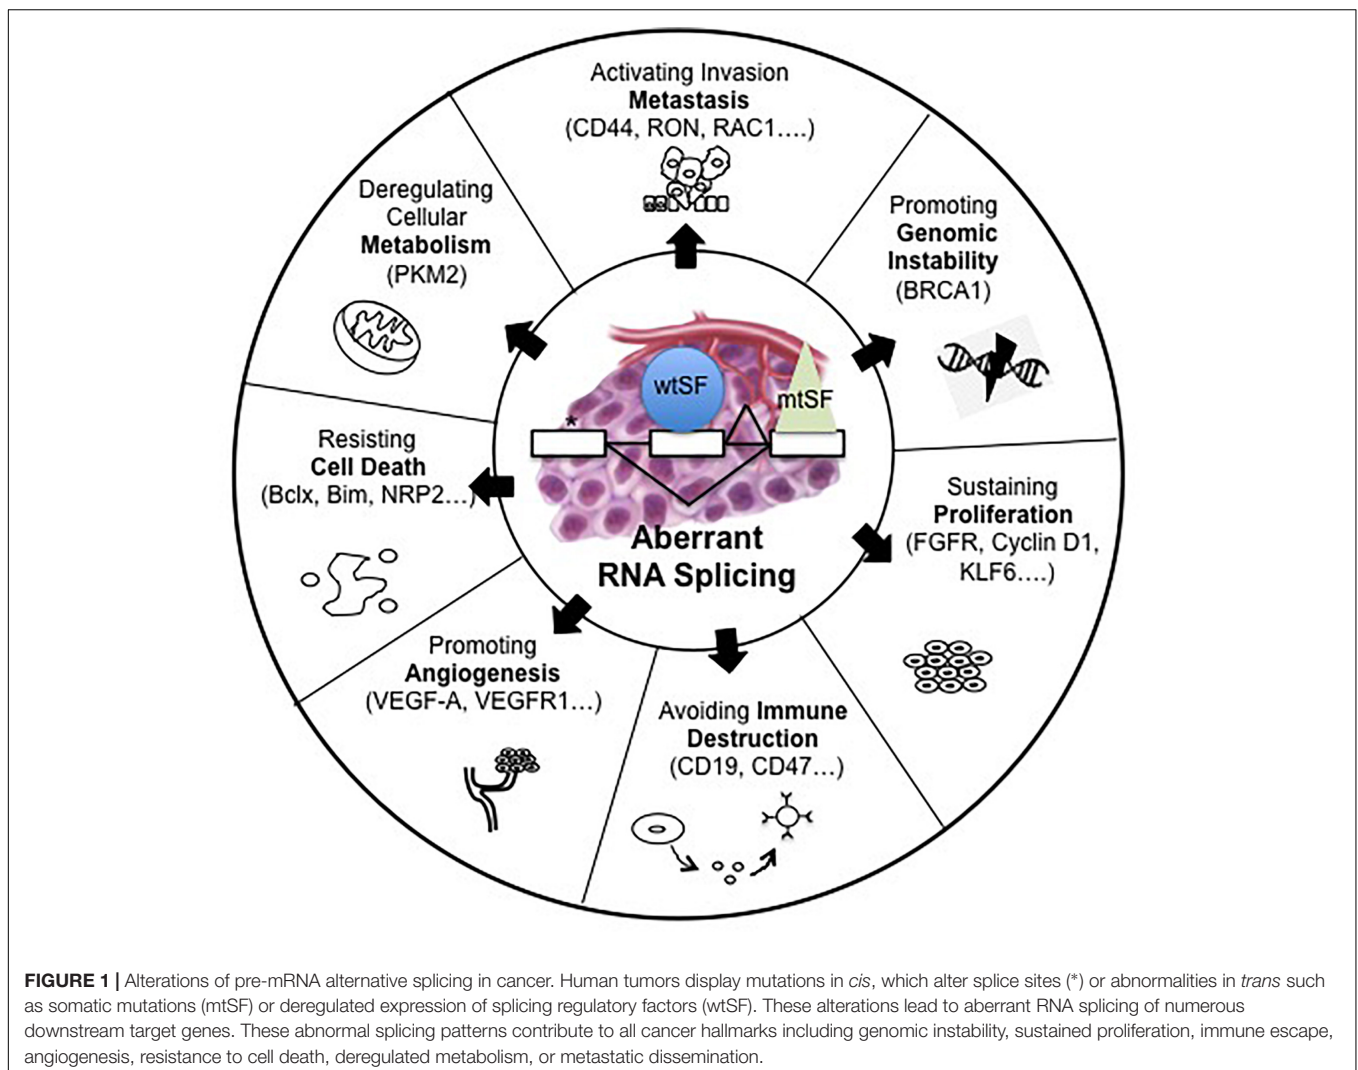 Activating Invasion
Metastasis
(CD44, RON, RAC1....)
Deregulating
Cellular
Metabolism
(PKM2)
Promoting
Genomic
Instability
(BRCA1)
wtSF
mtSF
*
Resisting
Cell Death
(Bclx, Bim, NRP2...)
Sustaining
Proliferation
(FGFR, Cyclin D1,
KLF6....)
Aberrant
RNA Splicing
Promoting
Angiogenesis
(VEGF-A, VEGFR1...)
Avoiding Immune
Destruction
(CD19, CD47...)
FIGURE 1 | Alterations of pre-mRNA alternative splicing in cancer. Human tumors display mutations in cis, which alter splice sites (*) or abnormalities in trans such
as somatic mutations (mtSF) or deregulated expression of splicing regulatory factors (wtSF). These alterations lead to aberrant RNA splicing of numerous
downstream target genes. These abnormal splicing patterns contribute to all cancer hallmarks including genomic instability, sustained proliferation, immune escape,
angiogenesis, resistance to cell death, deregulated metabolism, or metastatic dissemination.